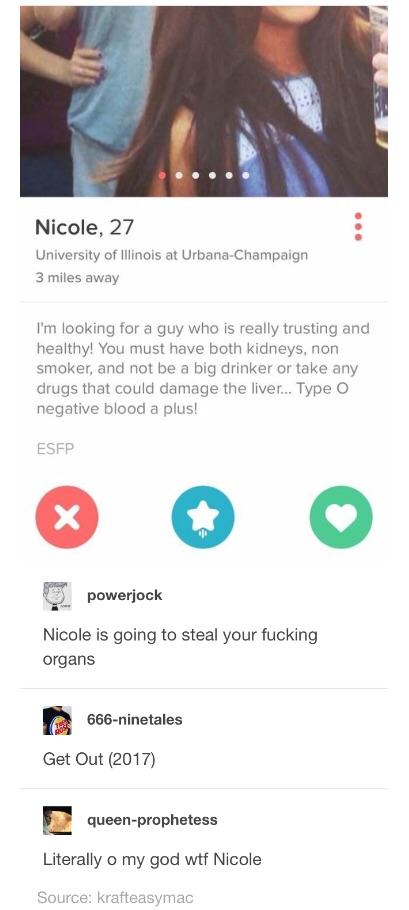 Nicole, 27
University of Illinois at Urbana-Champaign
3 miles away
I'm looking for a guy who is really trusting and
healthy! You must have both kidneys, non
smoker, and not be a big drinker or take any
drugs that could damage the liver... Type O
negative blood a plus!
ESFP
powerjock
Nicole is going to steal your fucking
organs
666-ninetales
Get Out (2017)
queen-prophetess
Literally o my god wtf Nicole
Source: krafteasymac